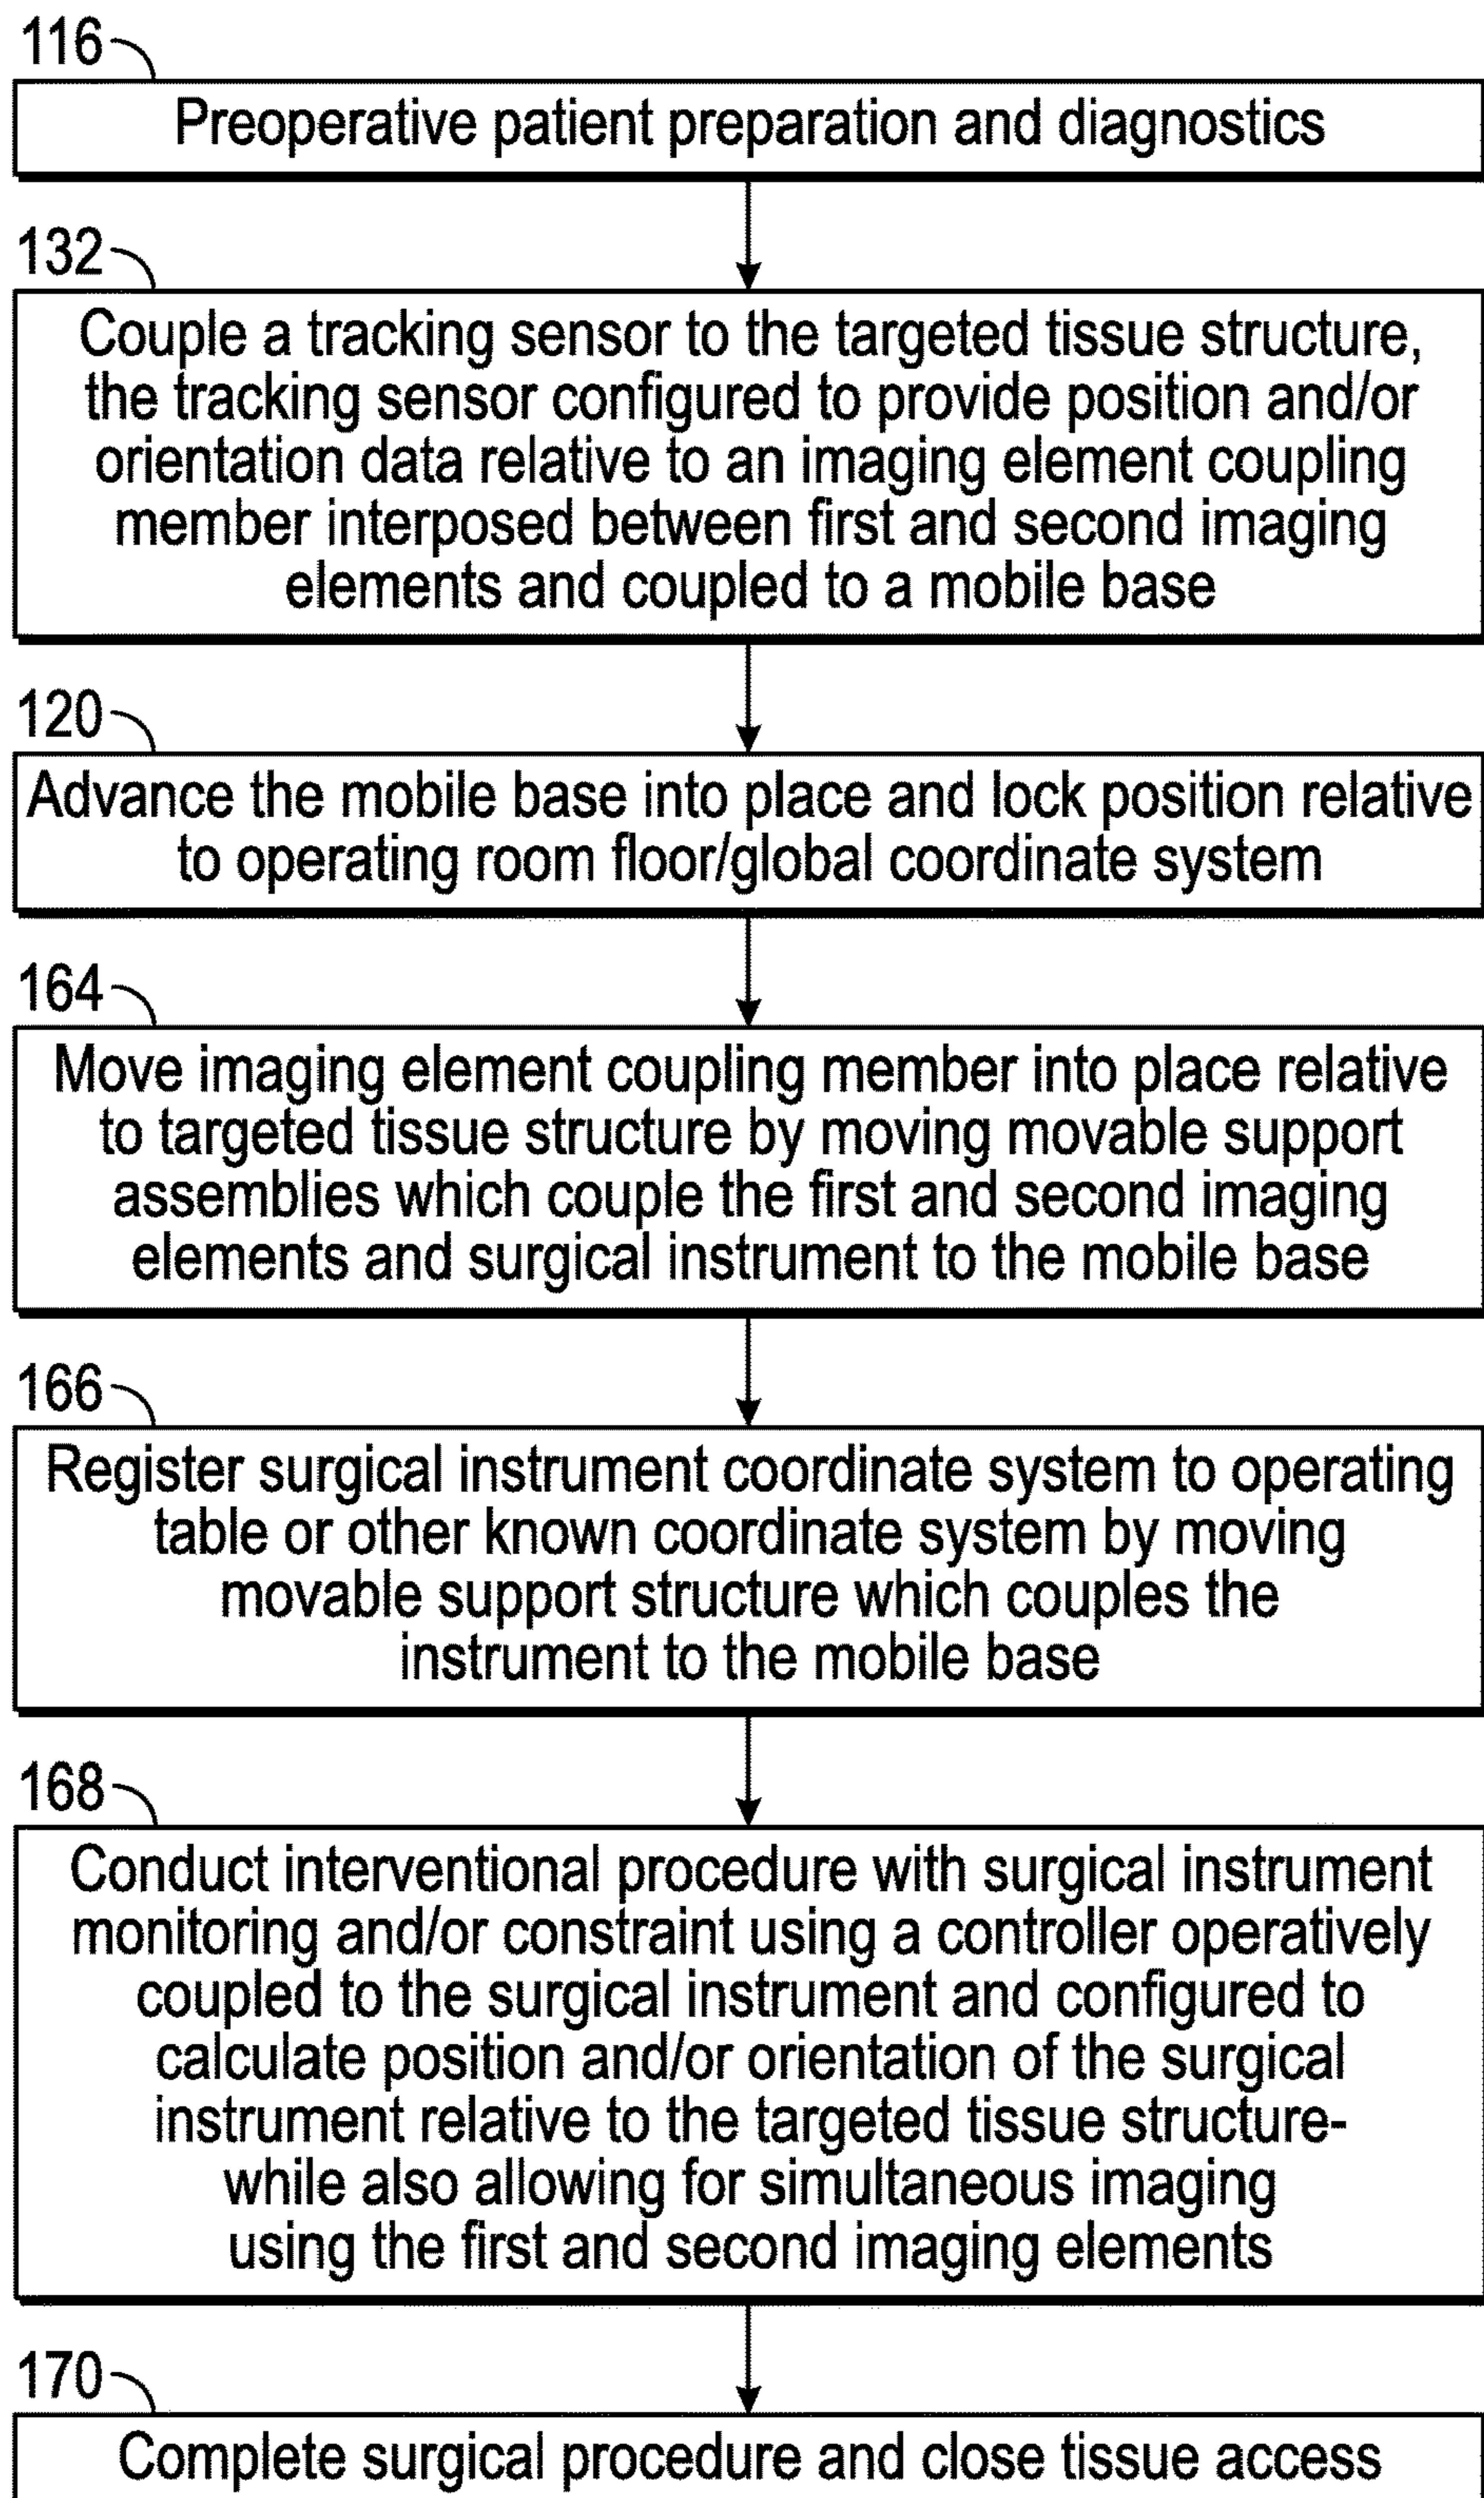 116
Preoperative patient preparation and diagnostics
132
Couple a tracking sensor to the targeted tissue structure,
the tracking sensor configured to provide position and/or
orientation data relative to an imaging element coupling
member interposed between first and second imaging
elements and coupled to a mobile base
120
Advance the mobile base into place and lock position relative
to operating room floor/global coordinate system
164
Move imaging element coupling member into place relative
to targeted tissue structure by moving movable support
assemblies which couple the first and second imaging
elements and surgical instrument to the mobile base
166
Register surgical instrument coordinate system to operating
table or other known coordinate system by moving
movable support structure which couples the
instrument to the mobile base
168
Conduct interventional procedure with surgical instrument
monitoring and/or constraint using a controller operatively
coupled to the surgical instrument and configured to
calculate position and/or orientation of the surgical
instrument relative to the targeted tissue structure-
while also allowing for simultaneous imaging
using the first and second imaging elements
170
Complete surgical procedure and close tissue access